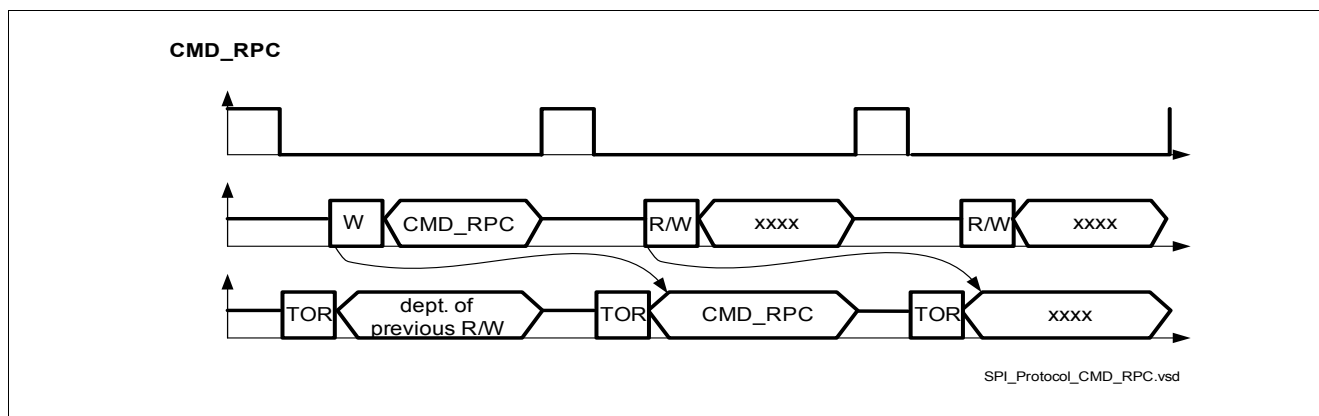 CMD_RPC
W CMD_RPC R/W xxxx R/W xxxx
TOR dept. of previous R/W TOR CMD_RPC TOR xxxx
SPI_Protocol_CMD_RPC.vsd